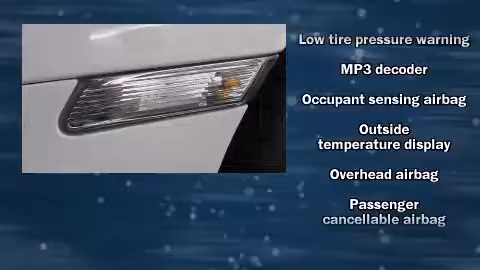 Low tire pressure warning
MP3 decoder
Occupant sensing airbag
Outside
temperature display
Overhead airbag
Passenger
cancellable airbag